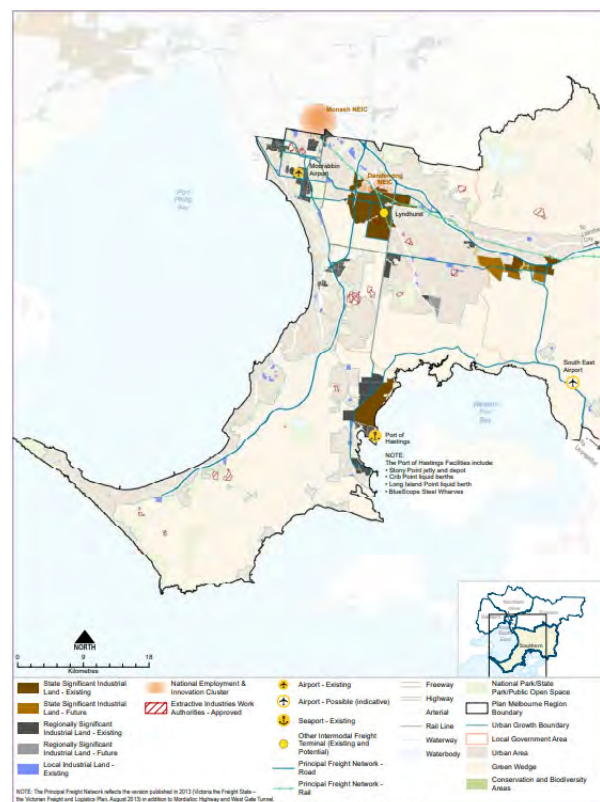 Monash NEIC
Moorabbin
Airport
Dandenong
NEIC
Port
Phillip
Bay
Lyndhurst
South East
Airport
Western
Port
Bay
Port of
Hastings
NOTE:
The Port of Hastings Facilities include
• Stony Point jetty and depot
• Crib Point liquid berths
• Long Island Point liquid berth
• BlueScope Steel Wharves
NORTH
0 9 18
Kilometres
Southern
State Significant Industrial
Land - Existing
State Significant Industrial
Land - Future
Regionally Significant
Industrial Land - Existing
Regionally Significant
Industrial Land - Future
Local Industrial Land -
Existing
National Employment &
Innovation Cluster
Extractive Industries Work
Authorities - Approved
Airport - Existing
Airport - Possible (indicative)
Seaport - Existing
Other Intermodal Freight
Terminal (Existing and
Potential)
Principal Freight Network -
Road
Principal Freight Network -
Rail
Freeway
Highway
Arterial
Rail Line
Waterway
Waterbody
National Park/State
Park/Public Open Space
Plan Melbourne Region
Boundary
Urban Growth Boundary
Local Government Area
Urban Area
Green Wedge
Conservation and Biodiversity
Areas
NOTE: The Principal Freight Network reflects the version published in 2013 (Victoria the Freight State –
the Victorian Freight and Logistics Plan, August 2013) in addition to Mordialloc Highway and West Gate Tunnel.